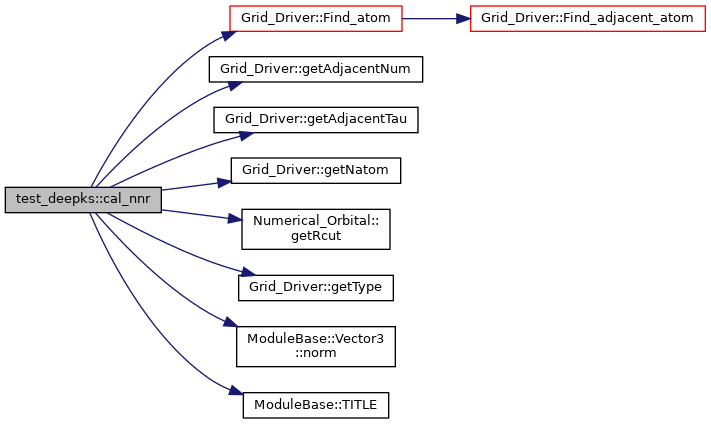 Grid_Driver::Find_atom
Grid_Driver::Find_adjacent_atom
Grid_Driver::getAdjacentNum
Grid_Driver::getAdjacentTau
Grid_Driver::getNatom
test_deepks::cal_nnr
Numerical_Orbital::
getRcut
Grid_Driver::getType
ModuleBase::Vector3
::norm
ModuleBase::TITLE